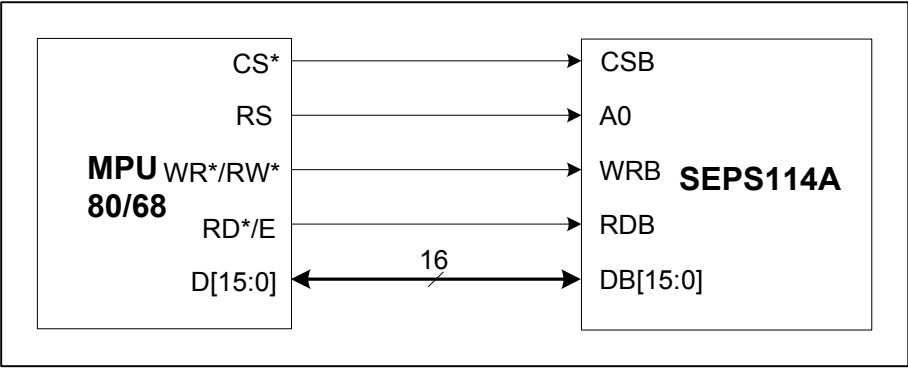 CS* CSB
RS A0
MPU WR*/RW* WRB SEPS114A
80/68
RD*/E RDB
16
D[15:0] DB[15:0]